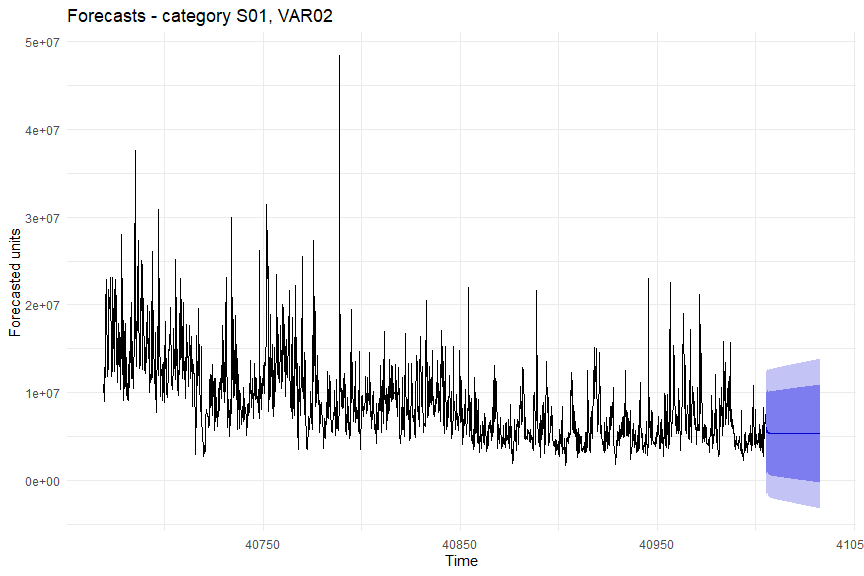 Forecasts - category S01, VAR02
5e+07
4e+07
3e+07
2e+07
1e+07
0e+00
Forecasted units
40750
40850
40950
4105
Time